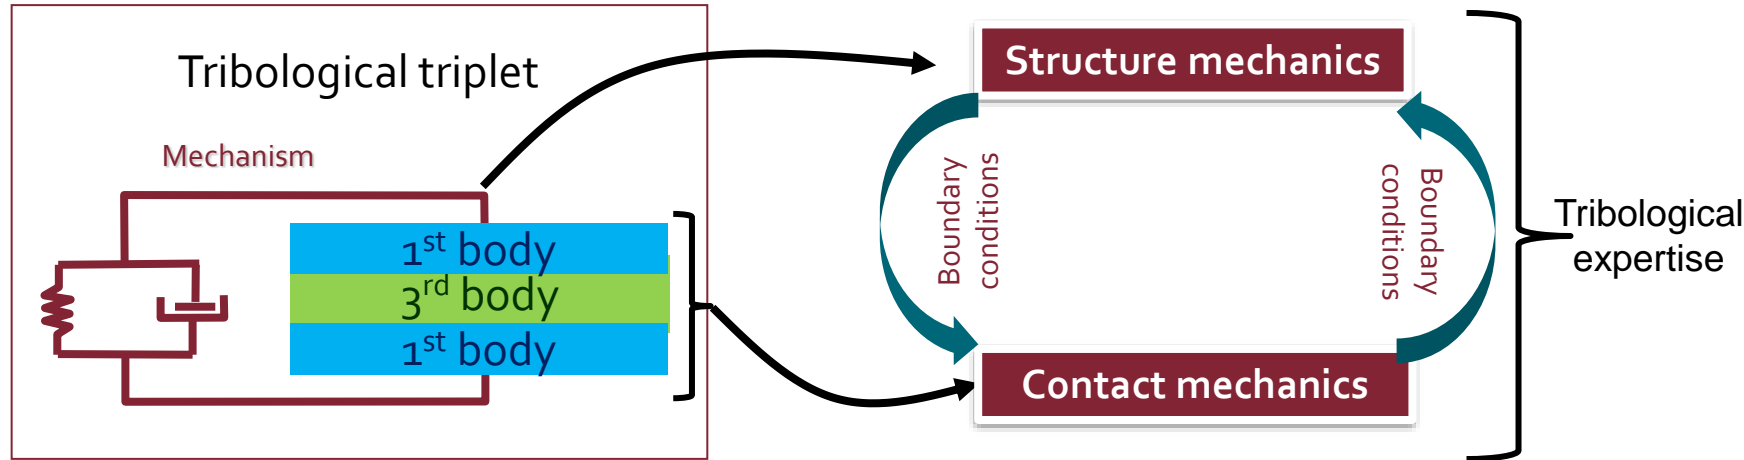 Tribological triplet
Mechanism
1st body
3rd body
1st body
Structure mechanics
Boundary
conditions
Boundary
conditions
Contact mechanics
Tribological
expertise